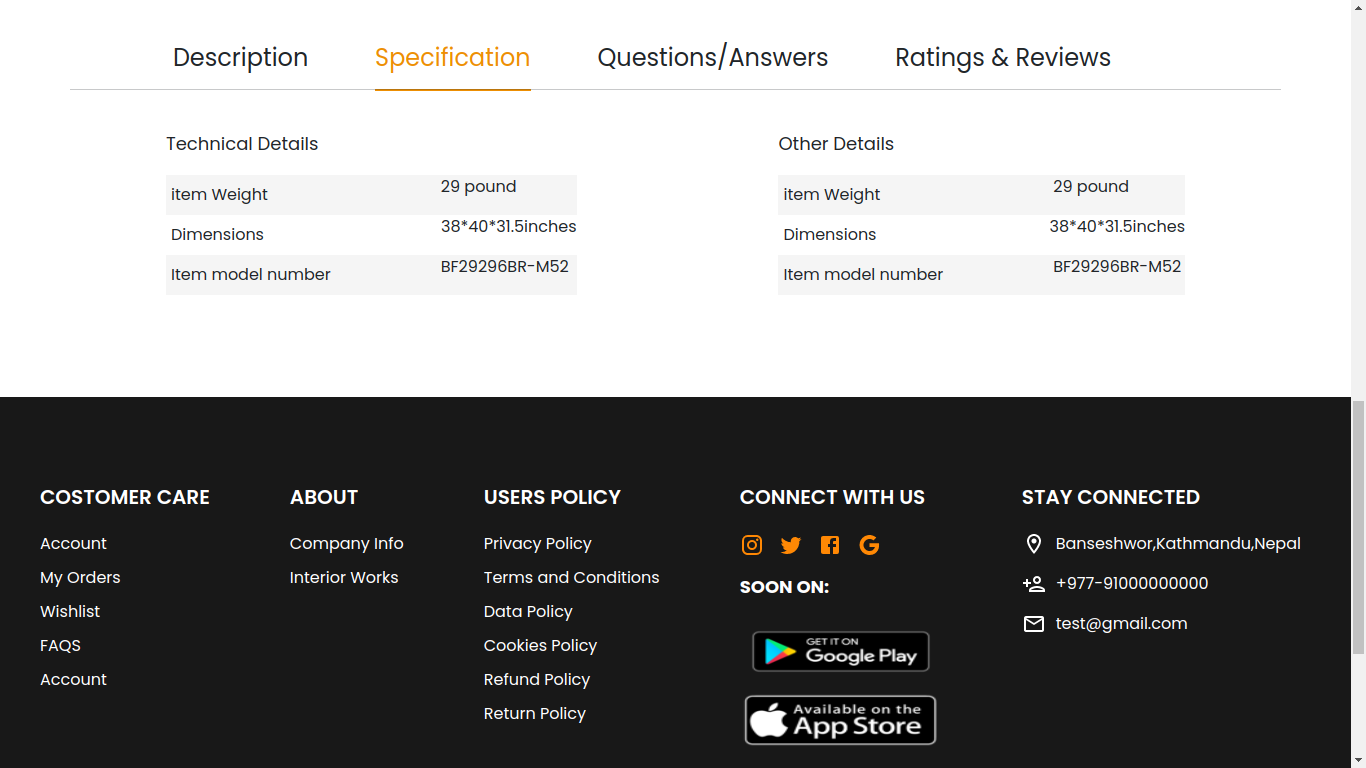 Description Specification Questions/Answers Ratings & Reviews
Technical Details
item Weight 29 pound
Dimensions 38*40*31.5inches
Item model number BF29296BR-M52
Other Details
item Weight 29 pound
Dimensions 38*40*31.5inches
Item model number BF29296BR-M52
COSTOMER CARE
Account
My Orders
Wishlist
FAQS
Account
ABOUT
Company Info
Interior Works
USERS POLICY
Privacy Policy
Terms and Conditions
Data Policy
Cookies Policy
Refund Policy
Return Policy
CONNECT WITH US
SOON ON:
GET IT ON
Google Play
Available on the
App Store
STAY CONNECTED
Banseshwor,Kathmandu,Nepal
+977-91000000000
test@gmail.com